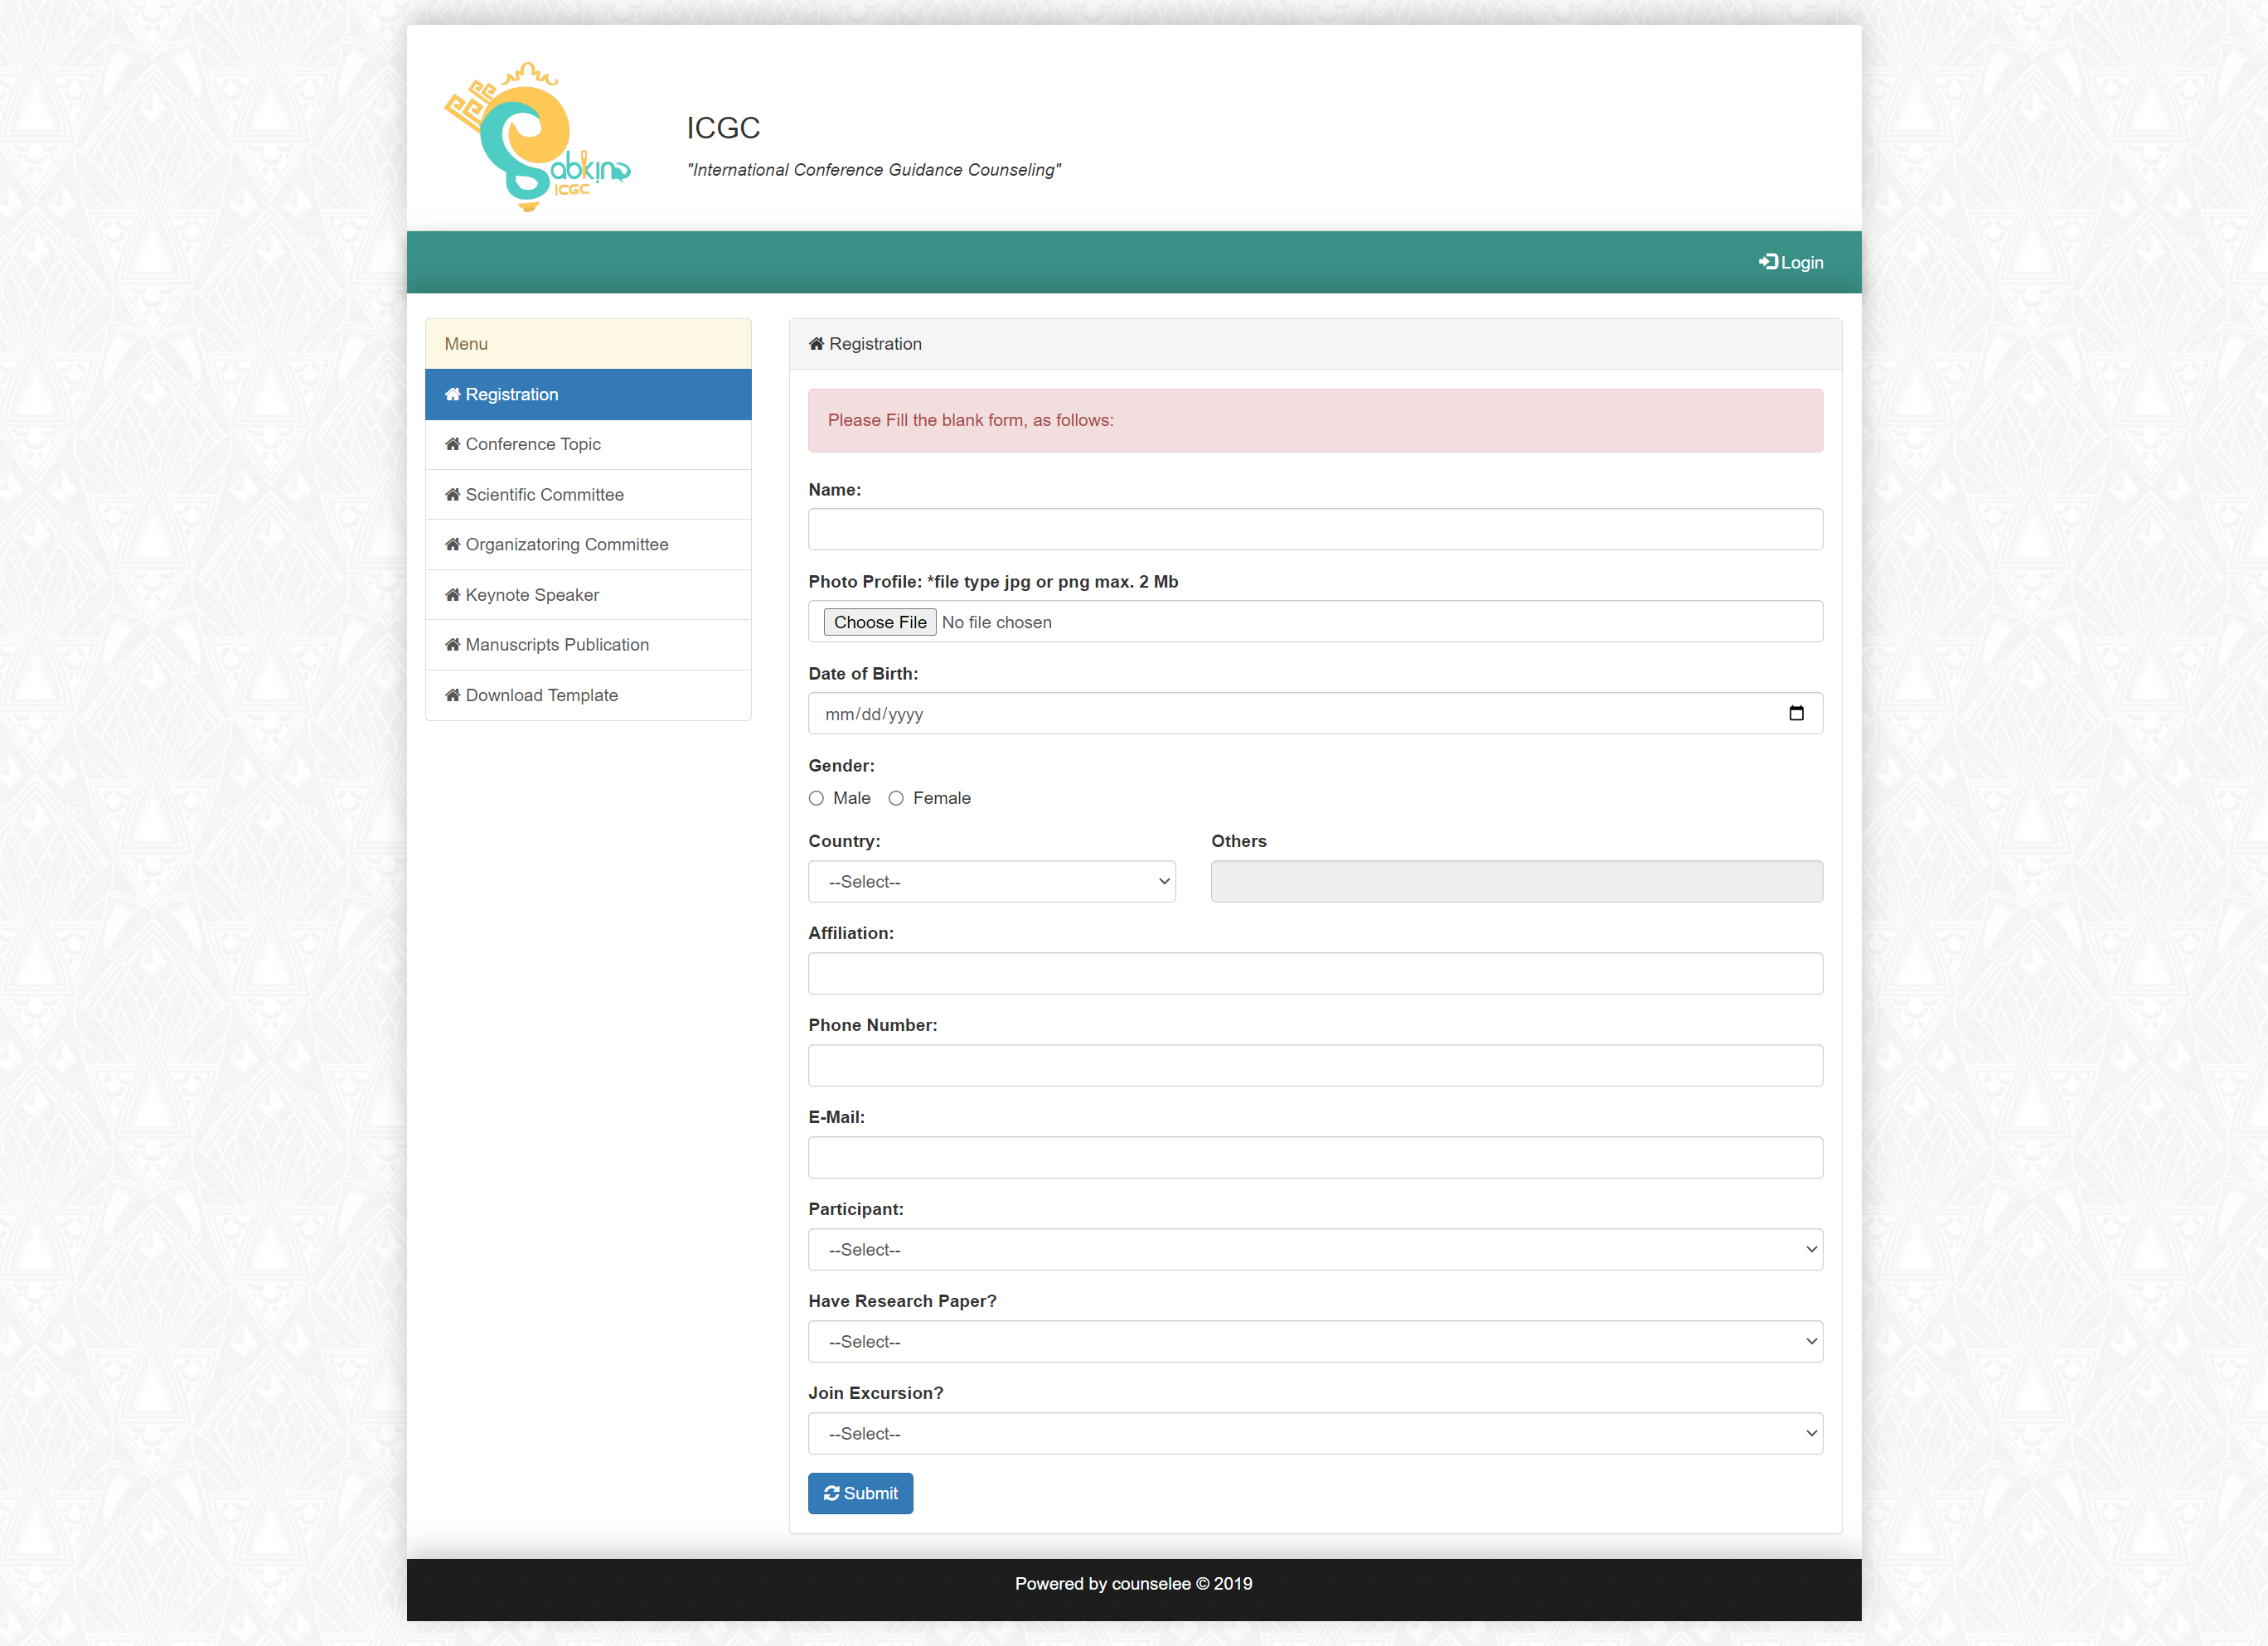 abkin
ICGC
ICGC
"International Conference Guidance Counseling"
Login
Menu
Registration
Conference Topic
Scientific Committee
Organizatoring Committee
Keynote Speaker
Manuscripts Publication
Download Template
Registration
Please Fill the blank form, as follows:
Name:
Photo Profile: *file type jpg or png max. 2 Mb
Choose File No file chosen
Date of Birth:
mm/dd/yyyy
Gender:
Male Female
Country: Others
--Select--
Affiliation:
Phone Number:
E-Mail:
Participant:
--Select--
Have Research Paper?
--Select--
Join Excursion?
--Select--
Submit
Powered by counselee © 2019